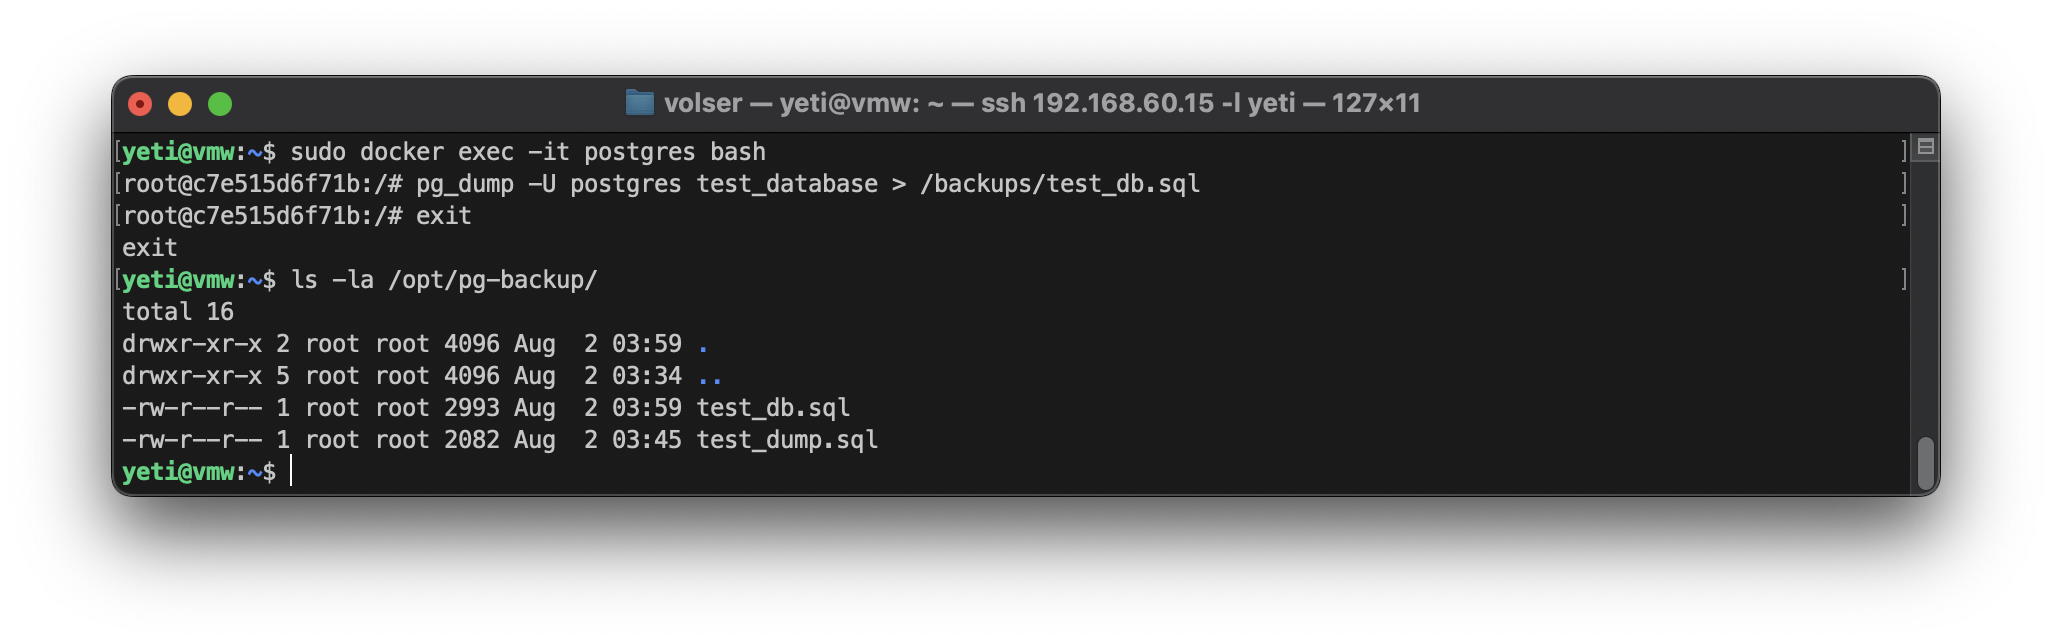 volser — yeti@vmw: ~ — ssh 192.168.60.15 -l yeti — 127×11
[yeti@vmw:~$ sudo docker exec -it postgres bash ]
[root@c7e515d6f71b:/# pg_dump -U postgres test_database > /backups/test_db.sql ]
[root@c7e515d6f71b:/# exit ]
exit
[yeti@vmw:~$ ls -la /opt/pg-backup/ ]
total 16
drwxr-xr-x 2 root root 4096 Aug  2 03:59 .
drwxr-xr-x 5 root root 4096 Aug  2 03:34 ..
-rw-r--r-- 1 root root 2993 Aug  2 03:59 test_db.sql
-rw-r--r-- 1 root root 2082 Aug  2 03:45 test_dump.sql
yeti@vmw:~$